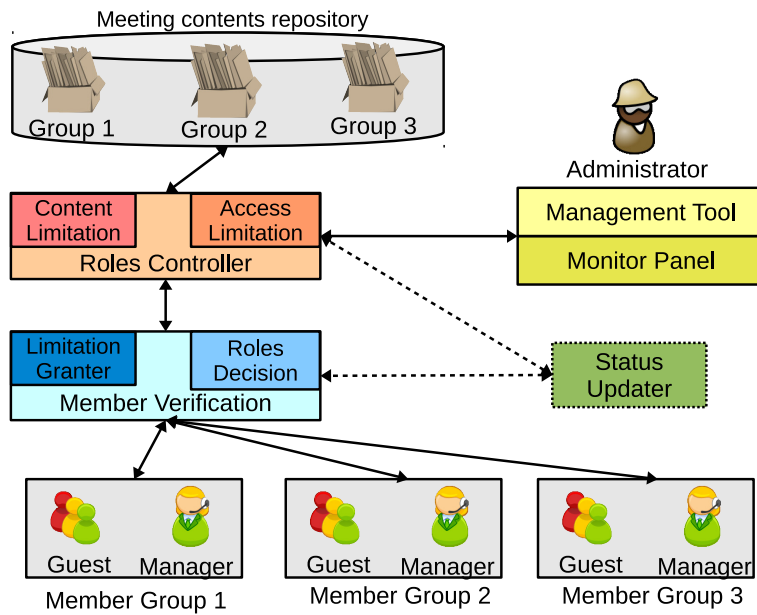 Meeting contents repository
Group 1
Group 2
Group 3
Administrator
Content
Limitation
Access
Limitation
Roles Controller
Management Tool
Monitor Panel
Limitation
Granter
Roles
Decision
Member Verification
Status
Updater
Guest
Manager
Member Group 1
Guest
Manager
Member Group 2
Guest
Manager
Member Group 3